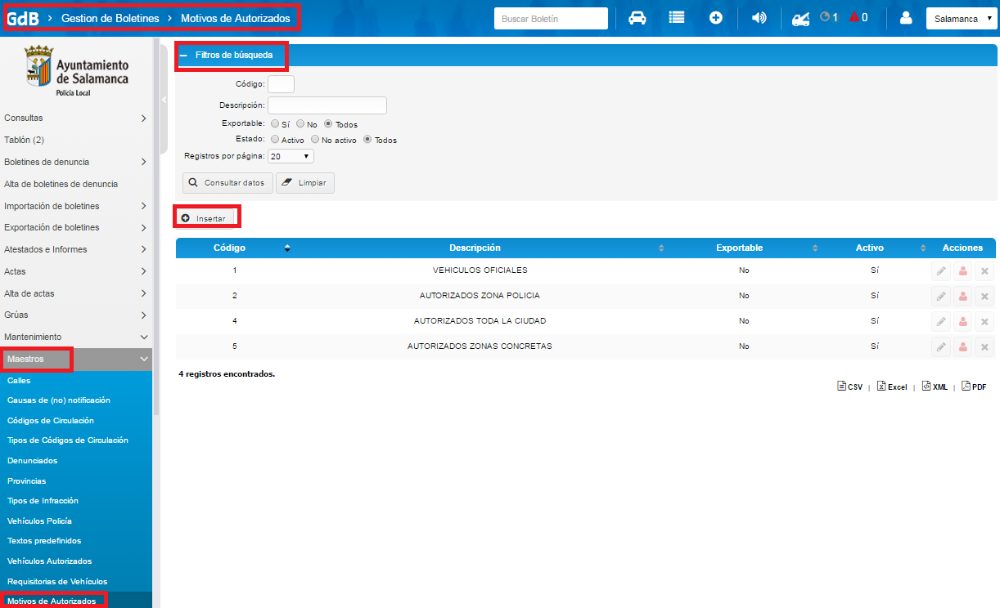 GdB > Gestion de Boletines > Motivos de Autorizados
Buscar Boletín
1
0
Salamanca
Ayuntamiento
de Salamanca
Policía Local
Consultas
Tablón (2)
Boletines de denuncia
Alta de boletines de denuncia
Importación de boletines
Exportación de boletines
Atestados e Informes
Actas
Alta de actas
Grúas
Mantenimiento
Maestros
Calles
Causas de (no) notificación
Códigos de Circulación
Tipos de Códigos de Circulación
Denunciados
Provincias
Tipos de Infracción
Vehículos Policía
Textos predefinidos
Vehículos Autorizados
Requisitorias de Vehículos
Motivos de Autorizados
Filtros de búsqueda
Código:
Descripción:
Exportable: Sí No Todos
Estado: Activo No activo Todos
Registros por página: 20
Consultar datos Limpiar
Insertar
Código Descripción Exportable Activo Acciones
1 VEHICULOS OFICIALES No Sí
2 AUTORIZADOS ZONA POLICIA No Sí
4 AUTORIZADOS TODA LA CIUDAD No Sí
5 AUTORIZADOS ZONAS CONCRETAS No Sí
4 registros encontrados.
CSV | Excel | XML | PDF